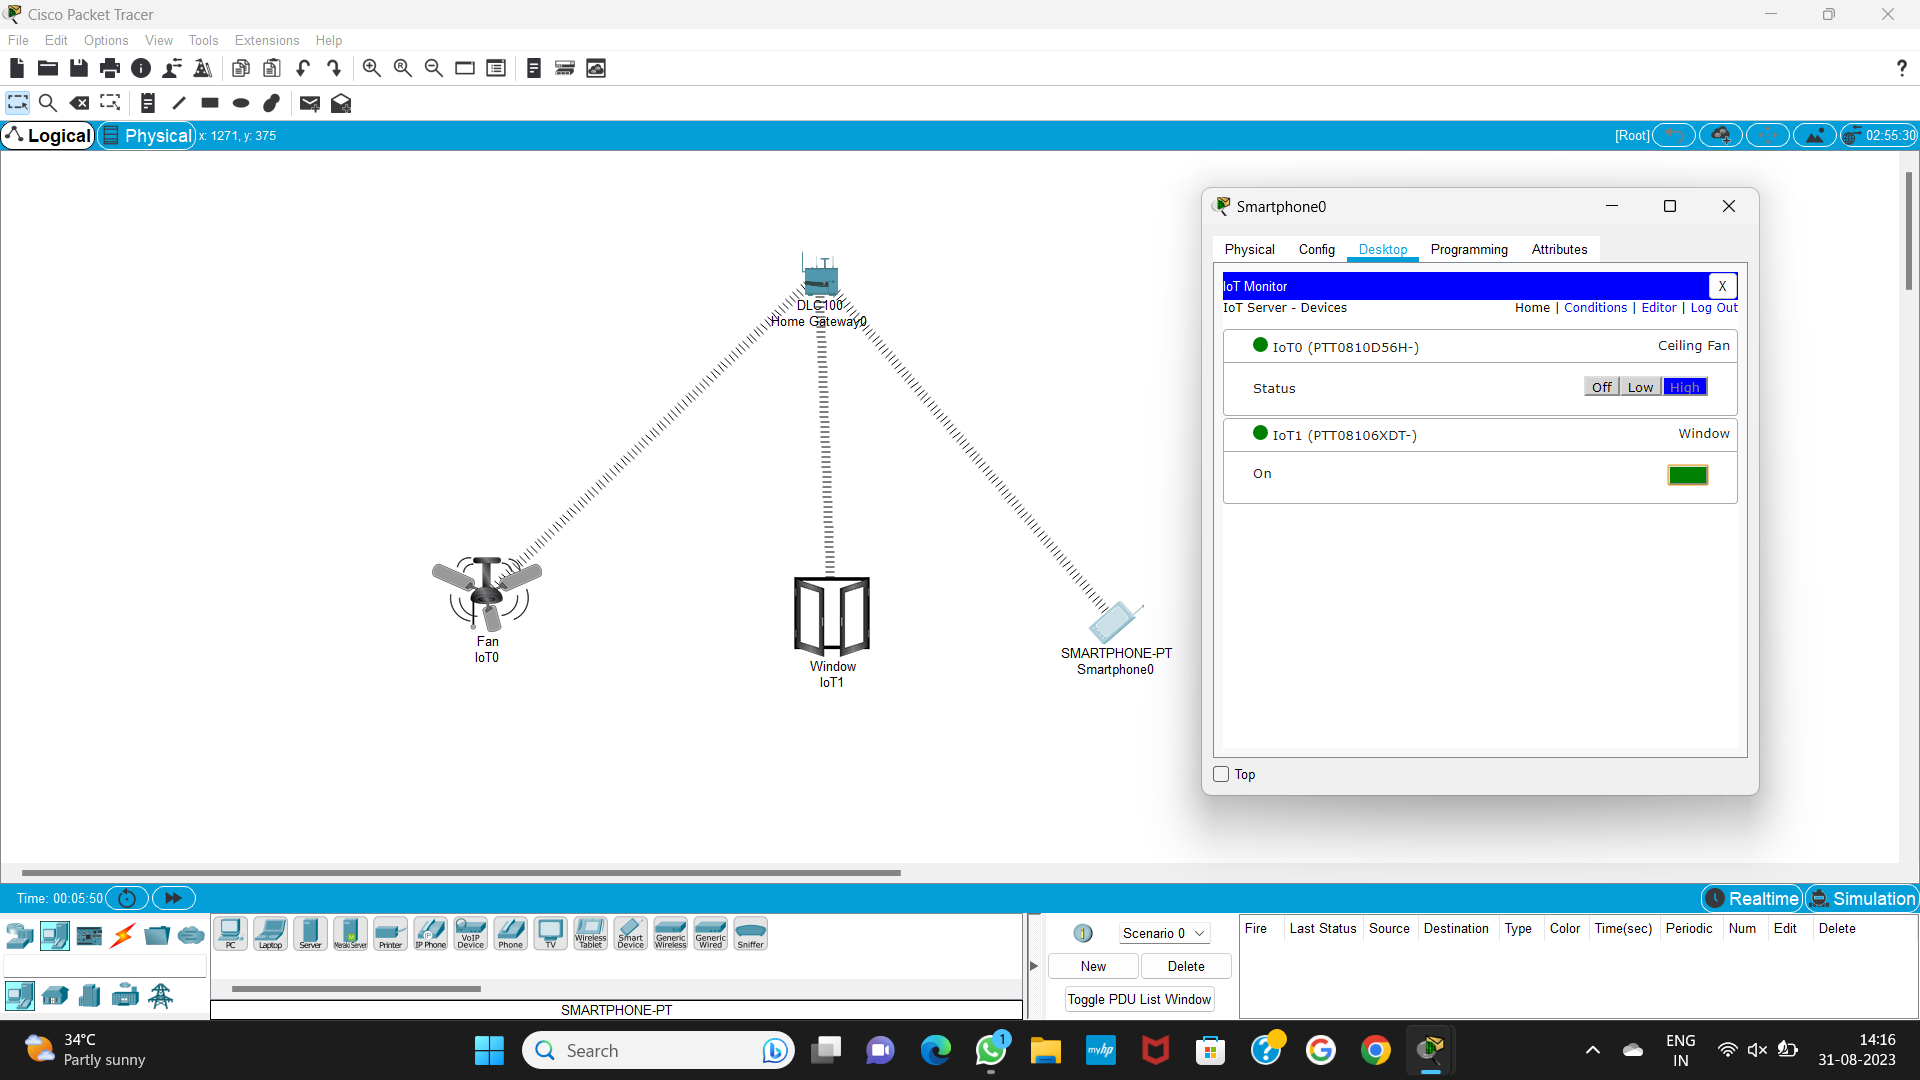 Cisco Packet Tracer
File Edit Options View Tools Extensions Help
?
Logical Physical x: 1271, y: 375 [Root] 02:55:30
DLC100
Home Gateway0
Fan
IoT0
Window
IoT1
SMARTPHONE-PT
Smartphone0
Smartphone0
Physical Config Desktop Programming Attributes
IoT Monitor X
IoT Server - Devices Home | Conditions | Editor | Log Out
IoT0 (PTT0810D56H-) Ceiling Fan
Status Off Low High
IoT1 (PTT08106XDT-) Window
On
Top
Time: 00:05:50 Realtime Simulation
PC Laptop Server Meraki Server Printer IP Phone VoIP Device Phone TV Wireless Tablet Smart Device Generic Wireless Generic Wired Sniffer
SMARTPHONE-PT
1 Scenario 0
New Delete
Toggle PDU List Window
Fire Last Status Source Destination Type Color Time(sec) Periodic Num Edit Delete
34°C
Partly sunny
Search
1
myhp
ENG
IN
14:16
31-08-2023